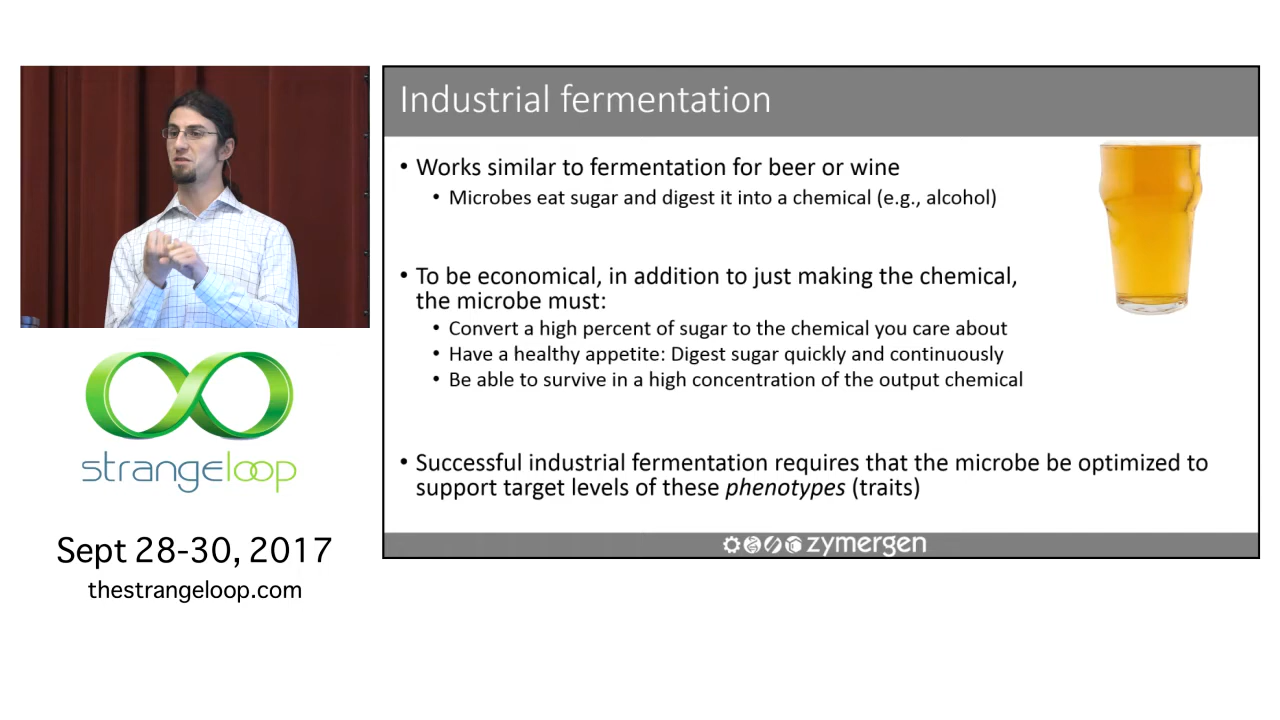 Industrial fermentation
• Works similar to fermentation for beer or wine
• Microbes eat sugar and digest it into a chemical (e.g., alcohol)
• To be economical, in addition to just making the chemical,
the microbe must:
• Convert a high percent of sugar to the chemical you care about
• Have a healthy appetite: Digest sugar quickly and continuously
• Be able to survive in a high concentration of the output chemical
• Successful industrial fermentation requires that the microbe be optimized to
support target levels of these phenotypes (traits)
zymergen
strangeloop
Sept 28-30, 2017
thestrangeloop.com